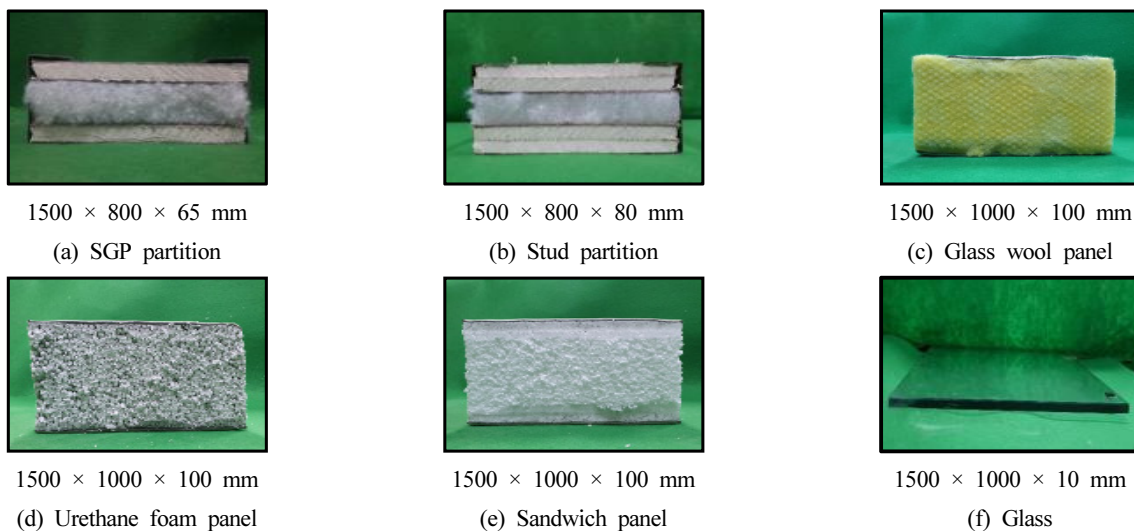 1500 × 800 × 65 mm
1500 × 800 × 80 mm
1500 × 1000 × 100 mm
(a) SGP partition
(b) Stud partition
(c) Glass wool panel
1500 × 1000 × 100 mm
1500 × 1000 × 100 mm
1500 × 1000 × 10 mm
(d) Urethane foam panel
(e) Sandwich panel
(f) Glass